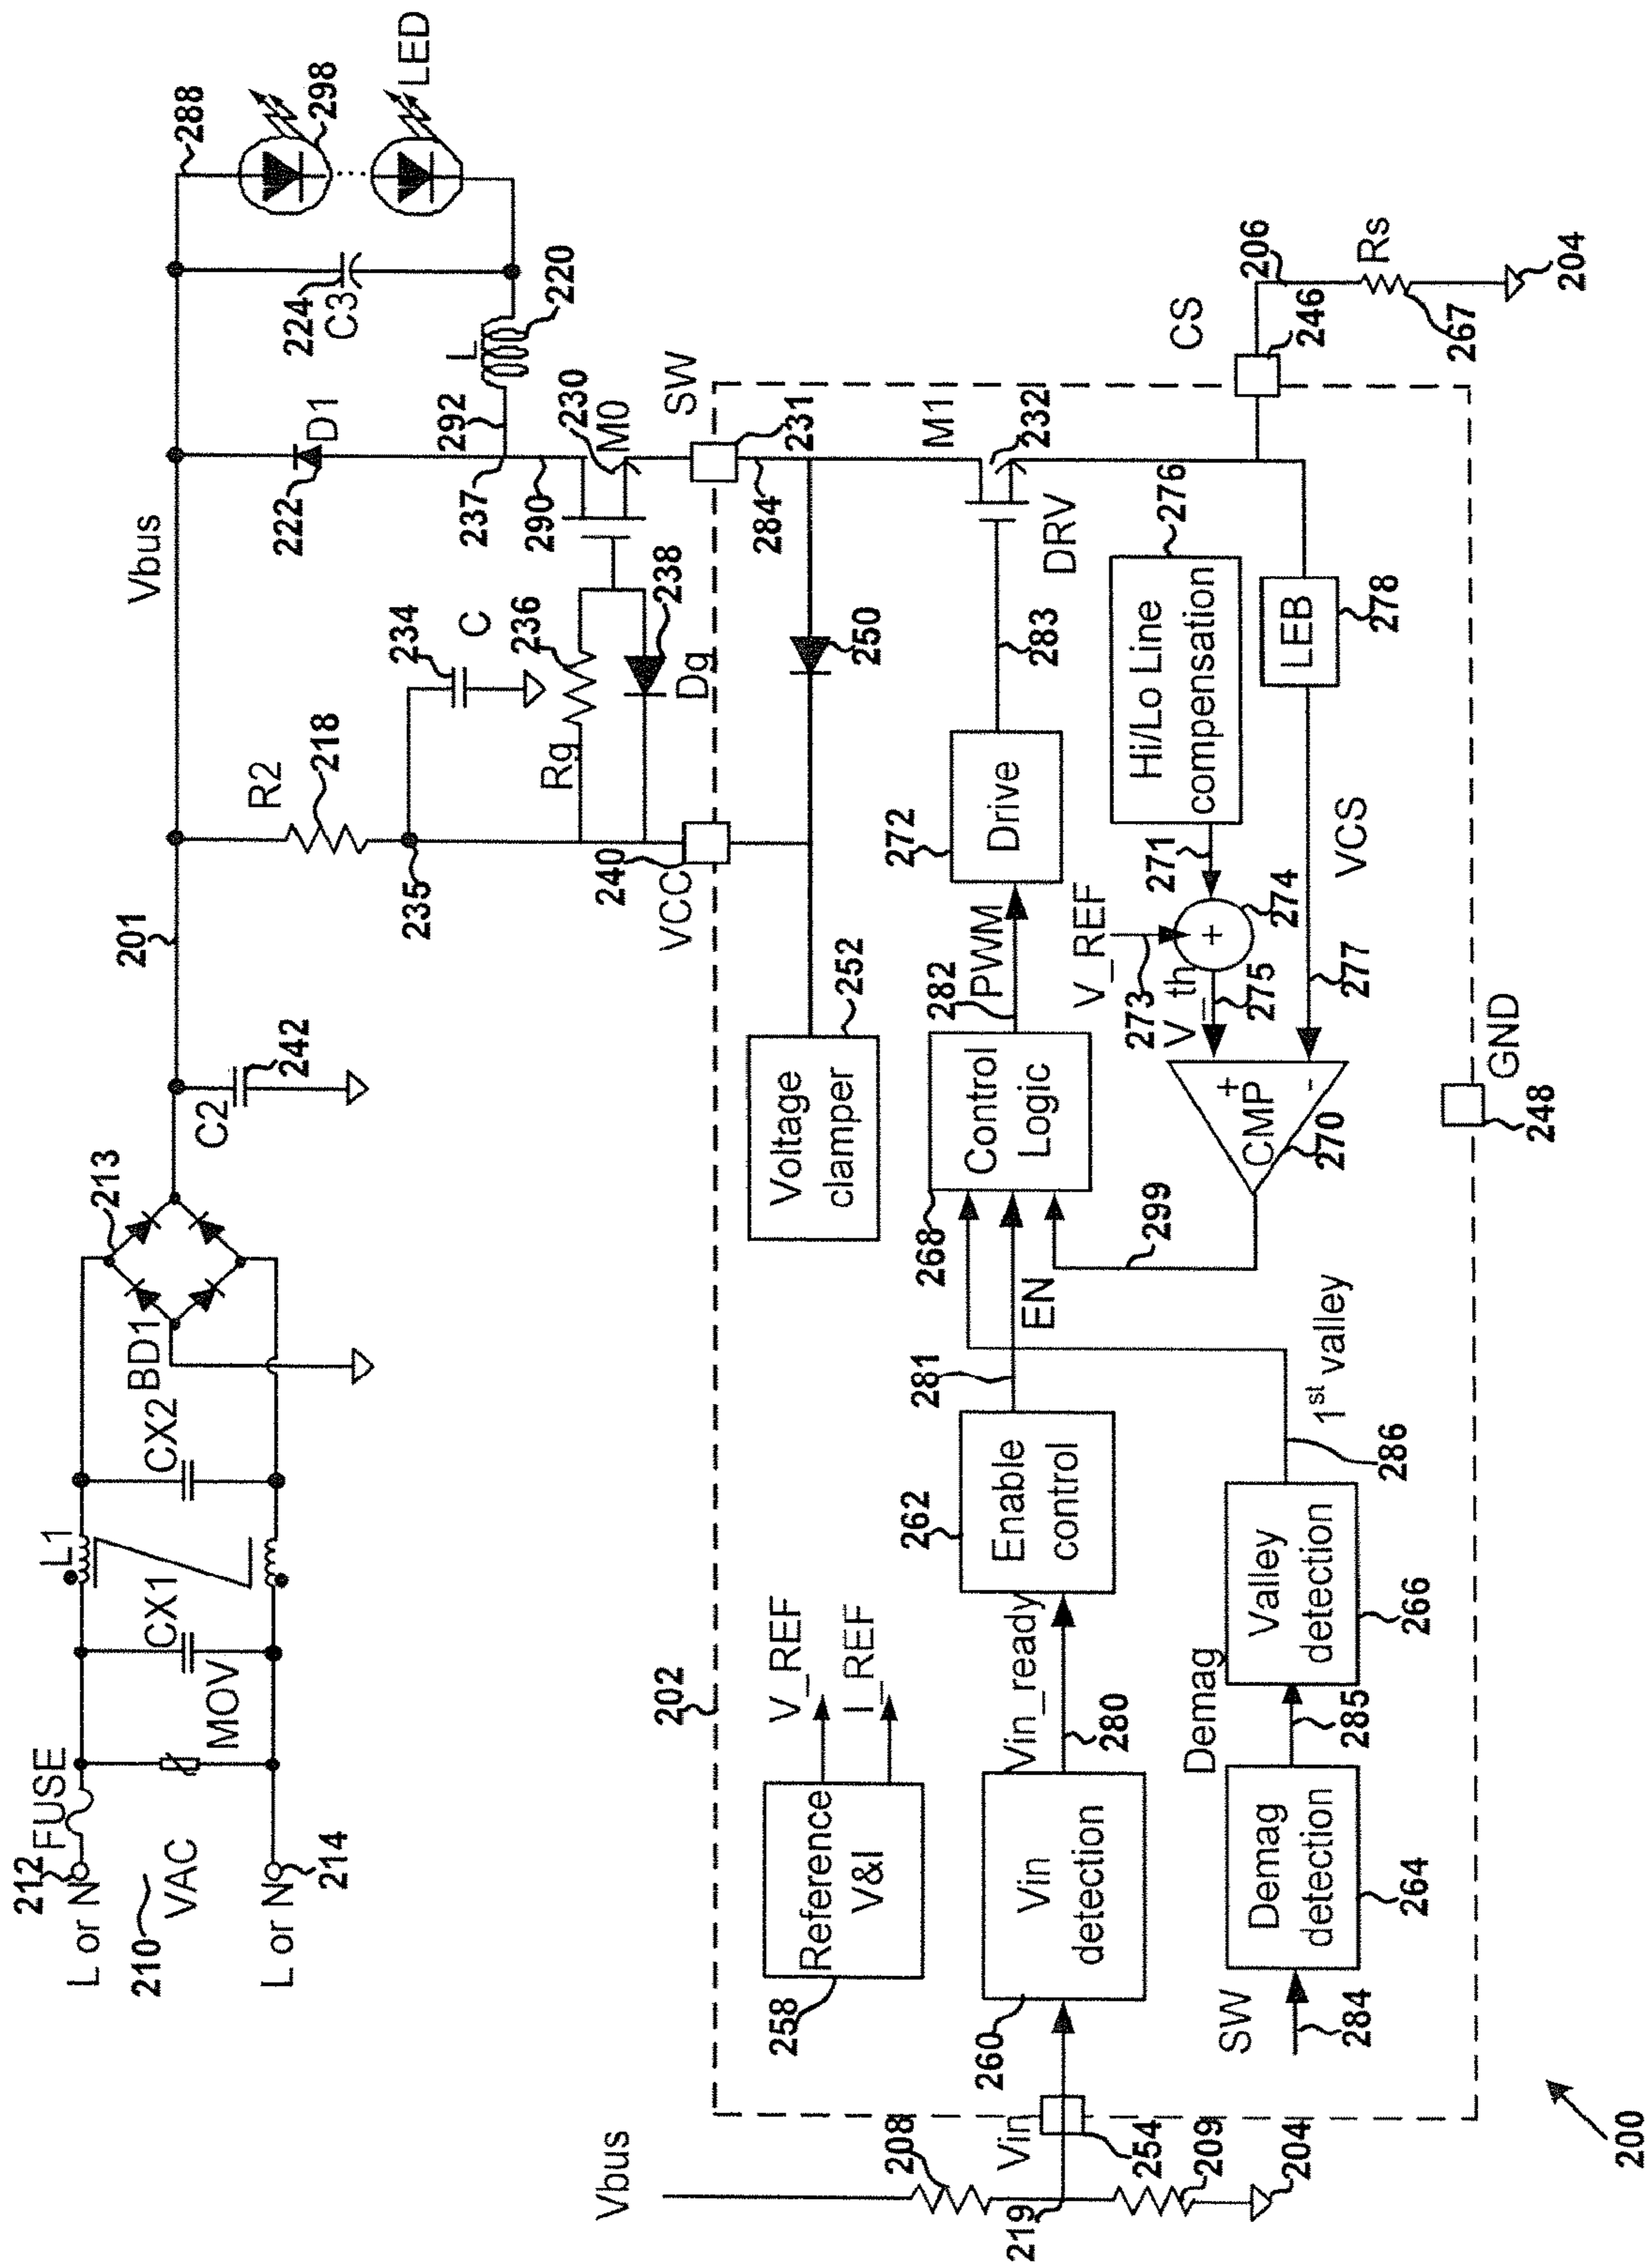 212
FUSE
L or N
210
VAC
L or N
214
MOV
CX1
L1
CX2
BD1
213
C2
242
201
Vbus
R2
218
235
234
C
Rg
236
Dg
238
240
VCC
222
D1
237
292
290
230
M0
L
220
224
C3
288
298
LED
SW
231
284
250
202
252
Voltage
clamper
258
Reference
V&I
V_REF
I_REF
260
Vin
detection
Vin_ready
280
262
Enable
control
281
EN
268
Control
Logic
282
PWM
272
Drive
283
DRV
M1
232
CS
246
206
Rs
267
204
276
Hi/Lo Line
compensation
271
274
+
V_REF
273
V_th
275
LEB
278
VCS
277
+
CMP
-
270
299
Demag
detection
264
SW
284
Demag
285
Valley
detection
266
286
1st valley
GND
248
Vbus
208
Vin
254
219
209
204
200